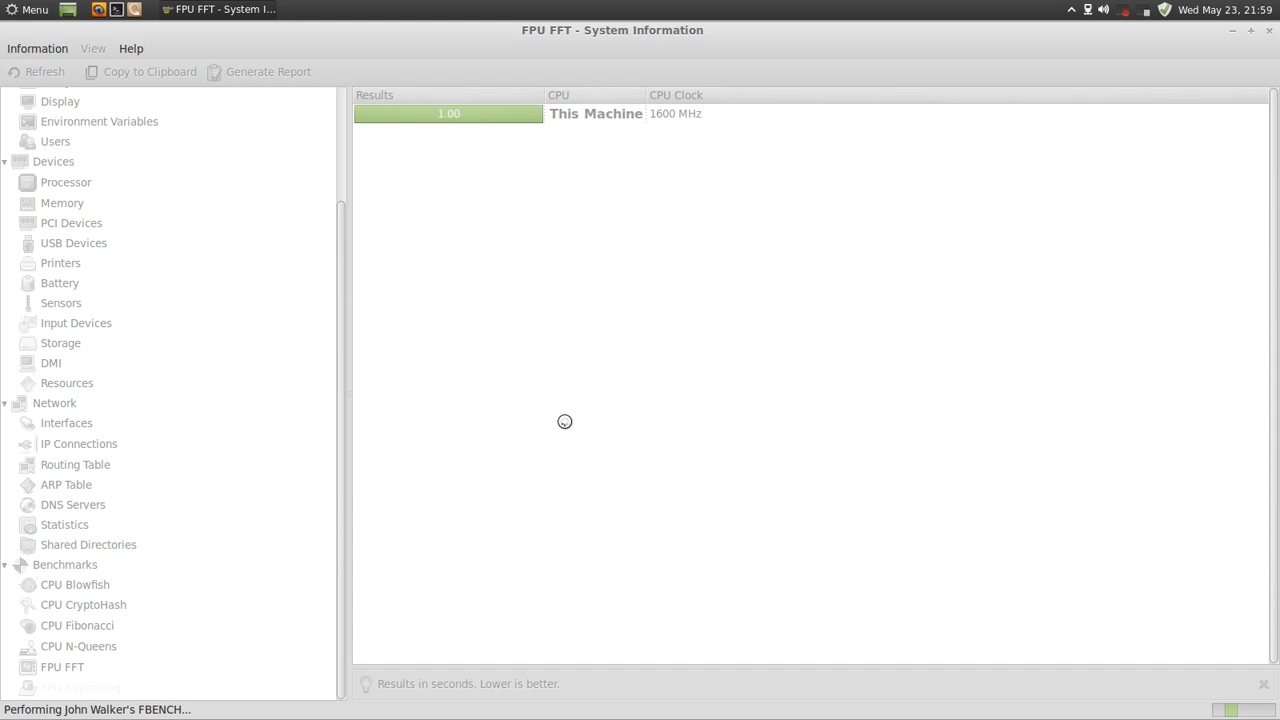 Menu
FPU FFT - System I...
Wed May 23, 21:59
FPU FFT - System Information
Information View Help
Refresh Copy to Clipboard Generate Report
Results CPU CPU Clock
1.00 This Machine 1600 MHz
Display
Environment Variables
Users
Devices
Processor
Memory
PCI Devices
USB Devices
Printers
Battery
Sensors
Input Devices
Storage
DMI
Resources
Network
Interfaces
IP Connections
Routing Table
ARP Table
DNS Servers
Statistics
Shared Directories
Benchmarks
CPU Blowfish
CPU CryptoHash
CPU Fibonacci
CPU N-Queens
FPU FFT
FPU Raytracing
Results in seconds. Lower is better.
Performing John Walker's FBENCH...